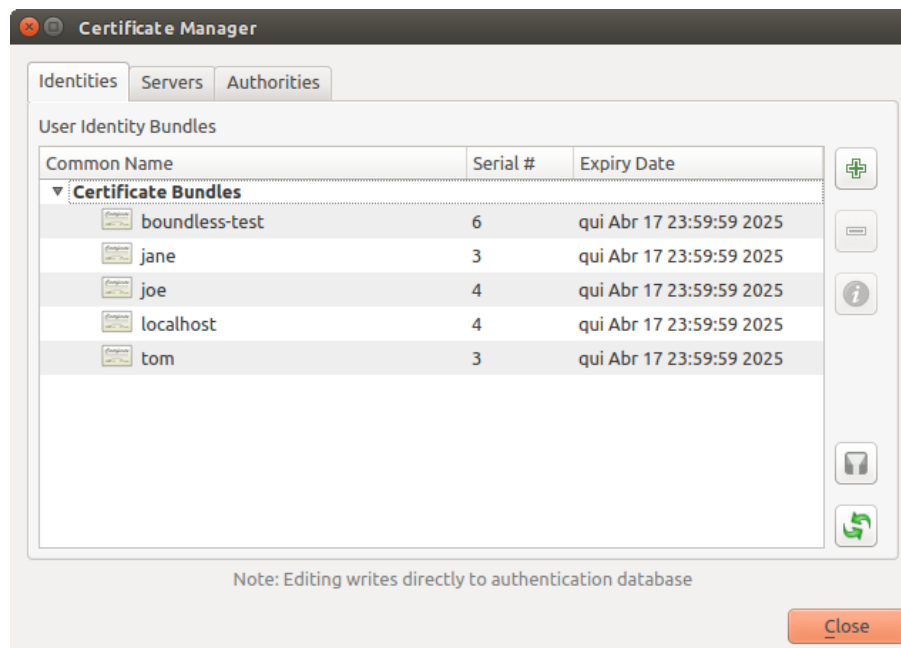 Certificate Manager
Identities Servers Authorities
User Identity Bundles
Common Name Serial # Expiry Date
Certificate Bundles
boundless-test 6 qui Abr 17 23:59:59 2025
jane 3 qui Abr 17 23:59:59 2025
joe 4 qui Abr 17 23:59:59 2025
localhost 4 qui Abr 17 23:59:59 2025
tom 3 qui Abr 17 23:59:59 2025
Note: Editing writes directly to authentication database
Close